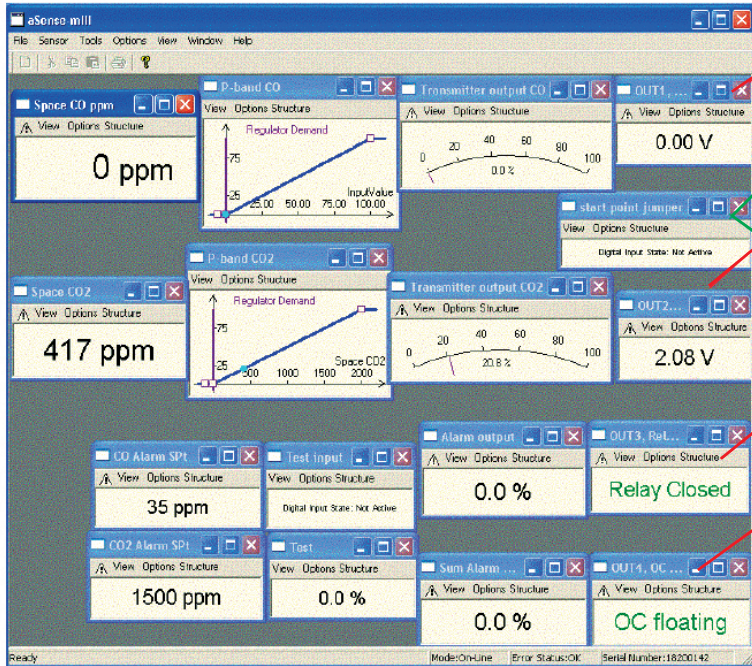 aSense-mIII
File Sensor Tools Options View Window Help
Space CO ppm
View Options Structure
0 ppm
P-band CO
View Options Structure
Regulator Demand
75
25
InputValue
25.00 50.00 75.00 100.00
Transmitter output CO
View Options Structure
0 20 40 60 80 100
0.0 %
OUT1, ...
View Options Structure
0.00 V
start point jumper
View Options Structure
Digital Input State: Not Active
Space CO2
View Options Structure
417 ppm
P-band CO2
View Options Structure
Regulator Demand
75
25
Space CO2
500 1000 1500 2000
Transmitter output CO2
View Options Structure
0 20 40 60 80 100
20.8 %
OUT2...
View Options Structure
2.08 V
CO Alarm SPt
View Options Structure
35 ppm
Test input
View Options Structure
Digital Input State: Not Active
Alarm output
View Options Structure
0.0 %
OUT3, Rel...
View Options Structure
Relay Closed
CO2 Alarm SPt
View Options Structure
1500 ppm
Test
View Options Structure
0.0 %
Sum Alarm ...
View Options Structure
0.0 %
OUT4, OC ...
View Options Structure
OC floating
Ready
Mode:On-Line Error Status:OK Serial Number:18200142